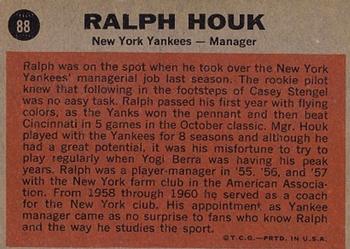 88
RALPH HOUK
New York Yankees — Manager
Ralph was on the spot when he took over the New York
Yankees' managerial job last season. The rookie pilot
knew that following in the footsteps of Casey Stengel
was no easy task. Ralph passed his first year with flying
colors, as the Yanks won the pennant and then beat
Cincinnati in 5 games in the October classic. Mgr. Houk
played with the Yankees for 8 seasons and although he
had a great potential, it was his misfortune to try to
play regularly when Yogi Berra was having his peak
years. Ralph was a player-manager in '55, '56, and '57
with the New York farm club in the American Associa-
tion. From 1958 through 1960 he served as a coach
for the New York club. His appointment as Yankee
manager came as no surprise to fans who know Ralph
and the way he studies the sport.
© T.C.G.—PRTD. IN U.S.A.